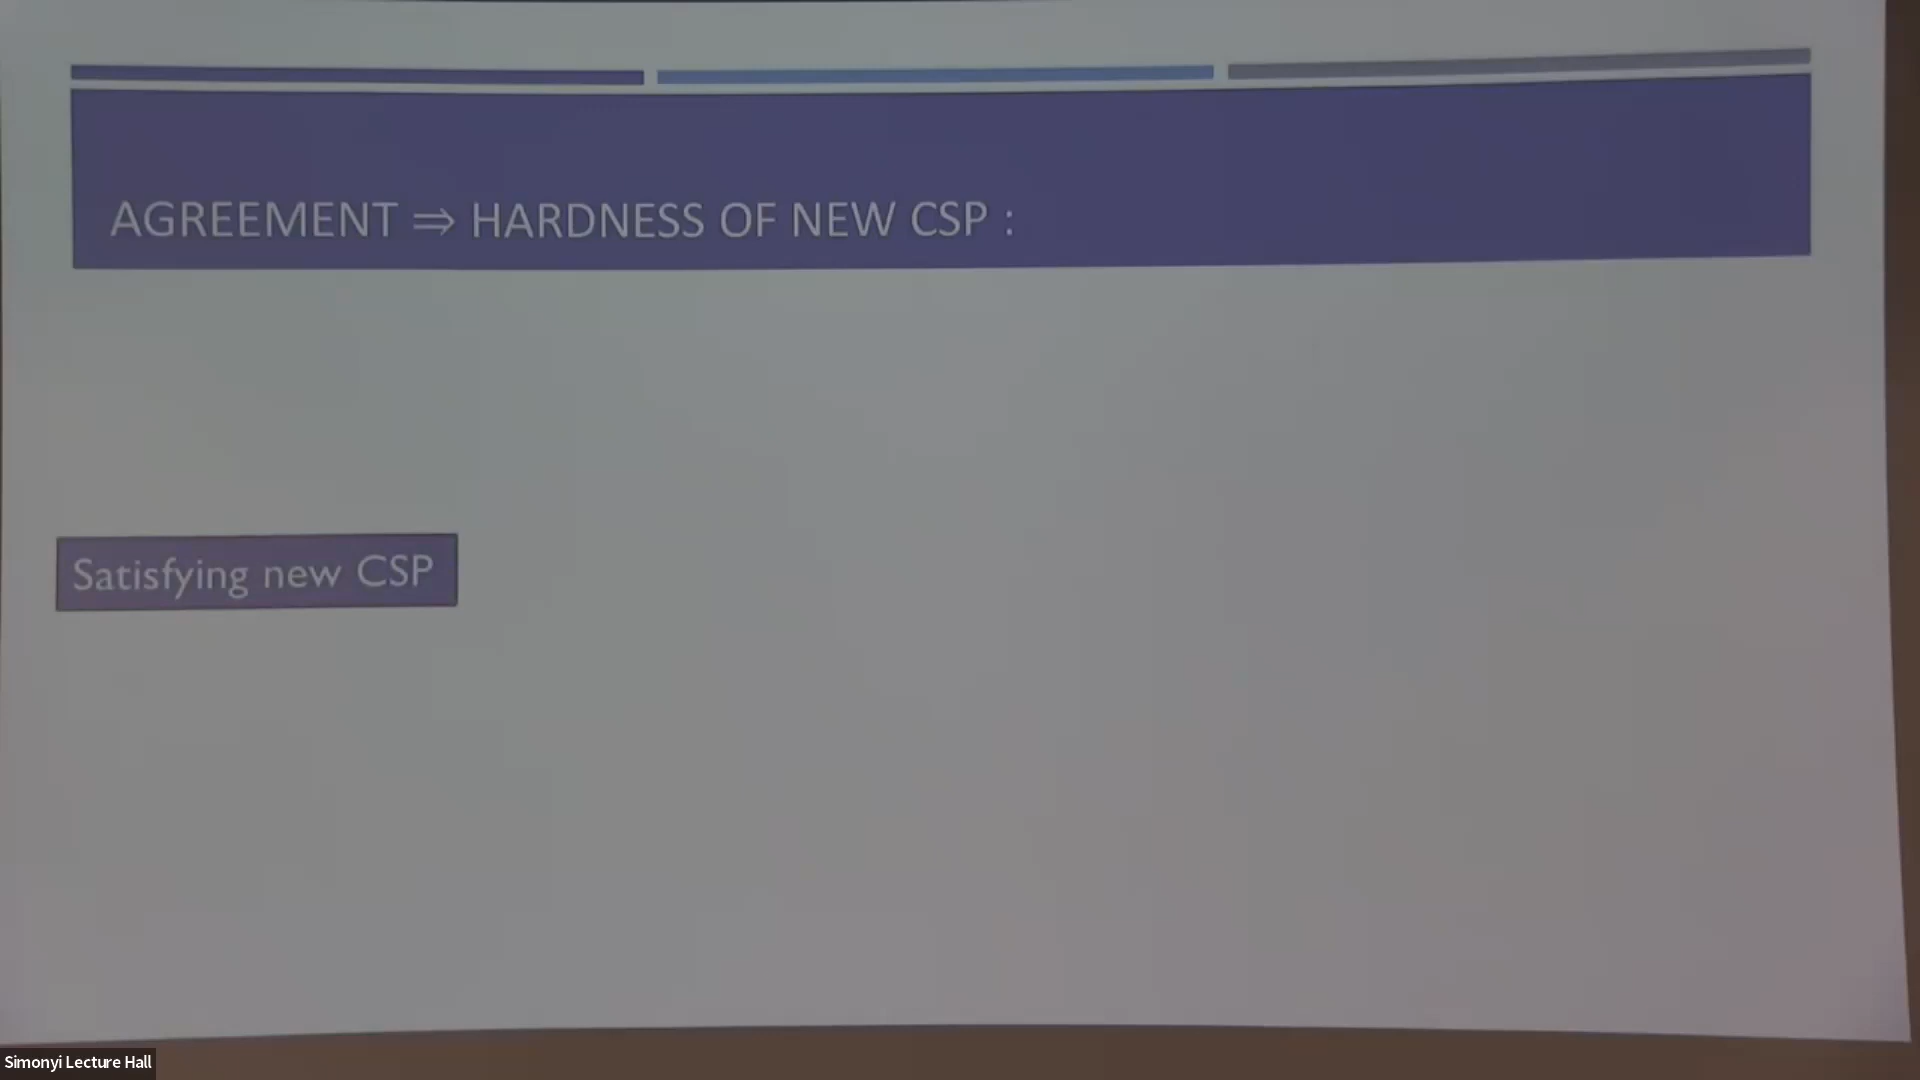 AGREEMENT ⇒ HARDNESS OF NEW CSP :
Satisfying new CSP
Simonyi Lecture Hall